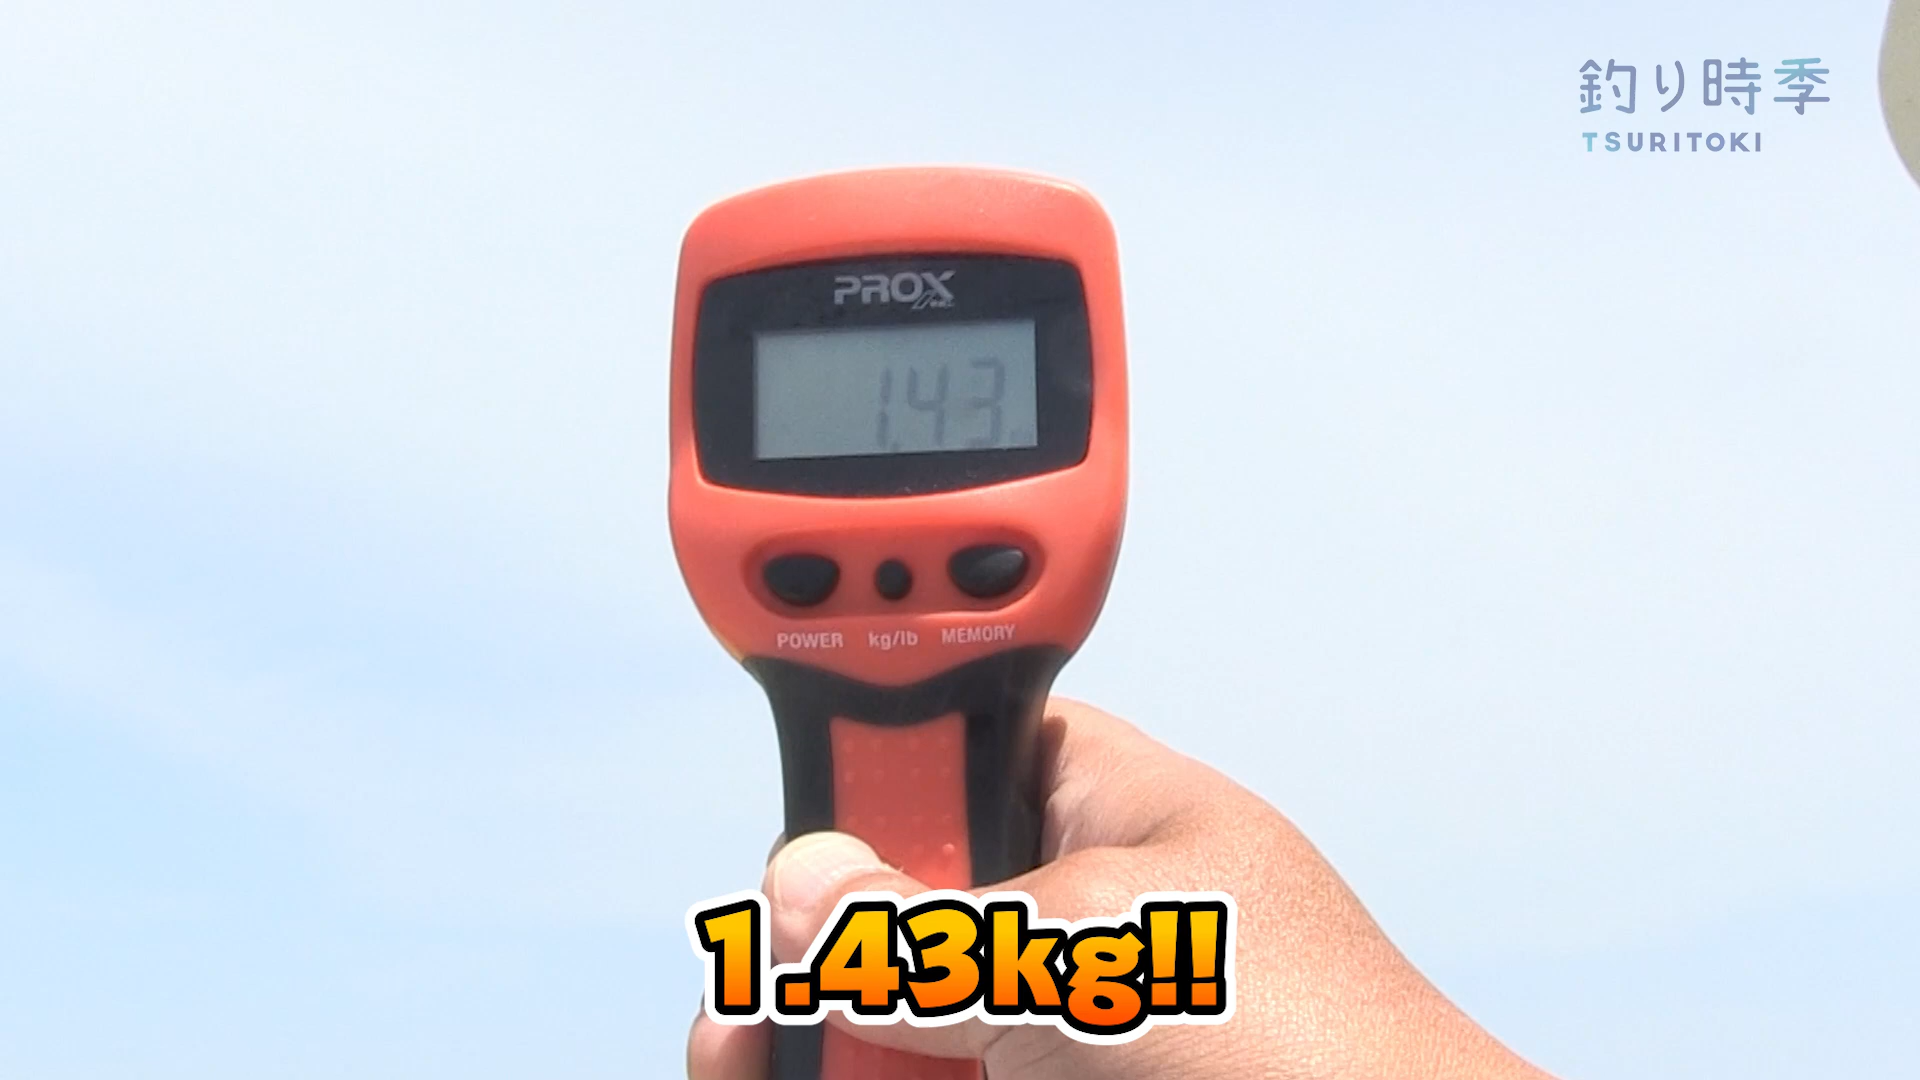 釣り時季
TSURITOKI
PROX
1.43
POWER kg/lb MEMORY
1.43kg!!